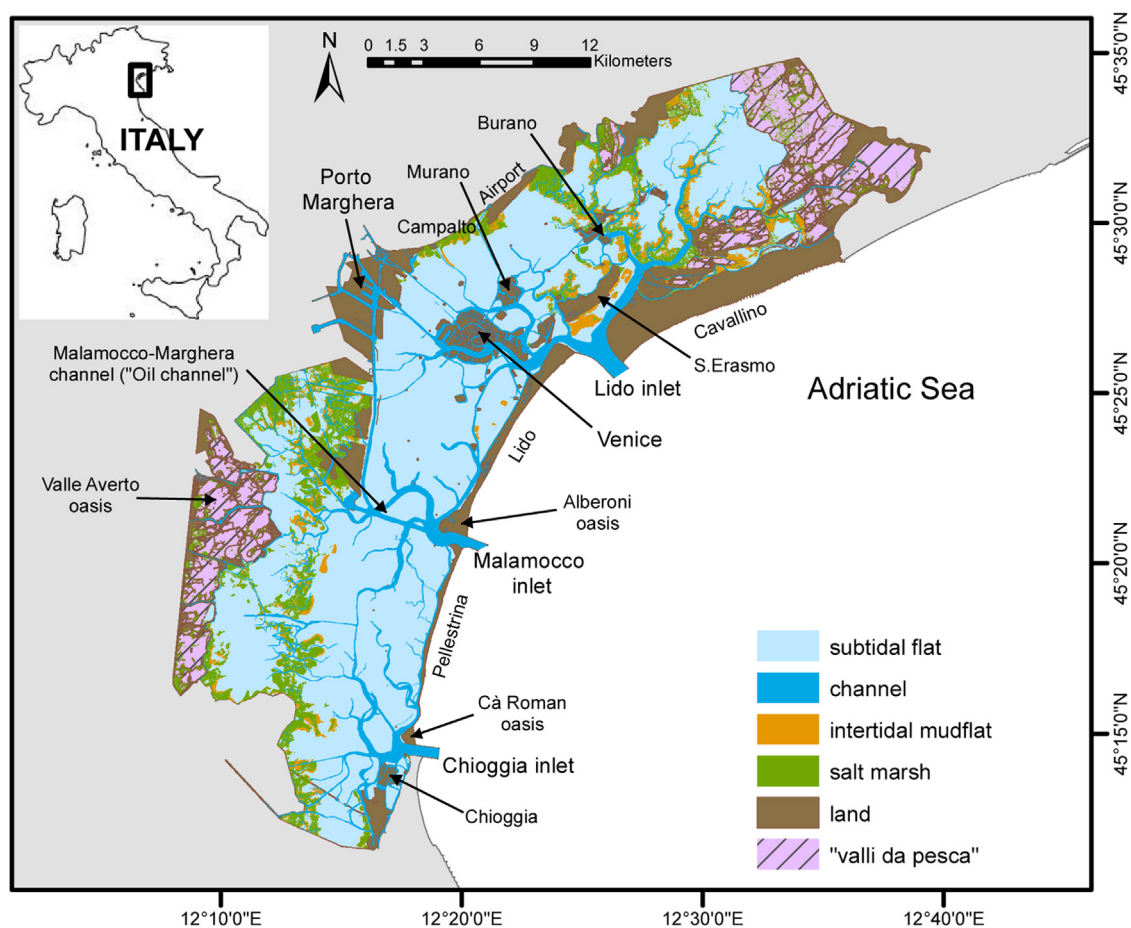 N
0 1.5 3 6 9 12
Kilometers
ITALY
Burano
Murano
Airport
Porto
Marghera
Campalto
Malamocco-Marghera
channel ("Oil channel")
Cavallino
S.Erasmo
Lido inlet
Adriatic Sea
Venice
Lido
Valle Averto
oasis
Alberoni
oasis
Malamocco
inlet
Pellestrina
Cà Roman
oasis
Chioggia inlet
Chioggia
subtidal flat
channel
intertidal mudflat
salt marsh
land
"valli da pesca"
45°35'0"N
45°30'0"N
45°25'0"N
45°20'0"N
45°15'0"N
12°10'0"E
12°20'0"E
12°30'0"E
12°40'0"E